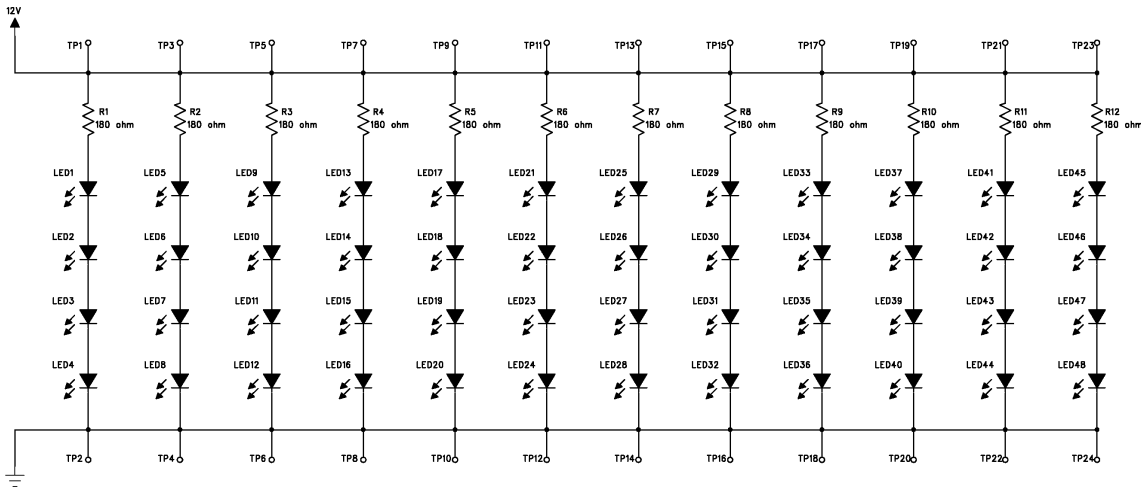 12V
TP1 TP3 TP5 TP7 TP9 TP11 TP13 TP15 TP17 TP19 TP21 TP23
R1 R2 R3 R4 R5 R6 R7 R8 R9 R10 R11 R12
180 ohm 180 ohm 180 ohm 180 ohm 180 ohm 180 ohm 180 ohm 180 ohm 180 ohm 180 ohm 180 ohm 180 ohm
LED1 LED5 LED9 LED13 LED17 LED21 LED25 LED29 LED33 LED37 LED41 LED45
LED2 LED6 LED10 LED14 LED18 LED22 LED26 LED30 LED34 LED38 LED42 LED46
LED3 LED7 LED11 LED15 LED19 LED23 LED27 LED31 LED35 LED39 LED43 LED47
LED4 LED8 LED12 LED16 LED20 LED24 LED28 LED32 LED36 LED40 LED44 LED48
TP2 TP4 TP6 TP8 TP10 TP12 TP14 TP16 TP18 TP20 TP22 TP24